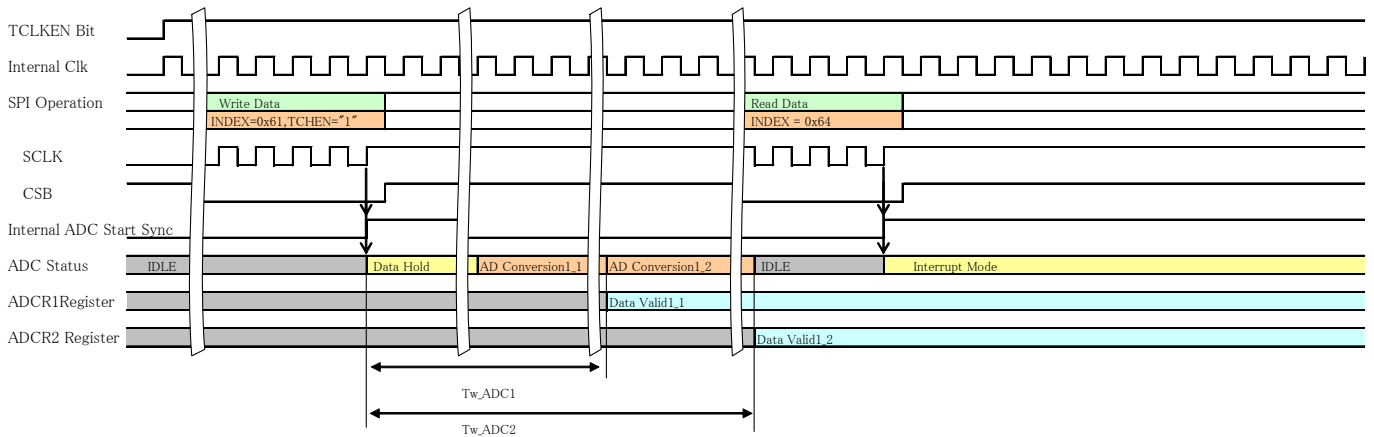 TCLKEN Bit
Internal Clk
SPI Operation
Write Data
Read Data
INDEX=0x61,TCHEN="1"
INDEX = 0x64
SCLK
CSB
Internal ADC Start Sync
ADC Status
IDLE
Data Hold
AD Conversion1_1
AD Conversion1_2
IDLE
Interrupt Mode
ADCR1Register
Data Valid1_1
ADCR2 Register
Data Valid1_2
Tw_ADC1
Tw_ADC2